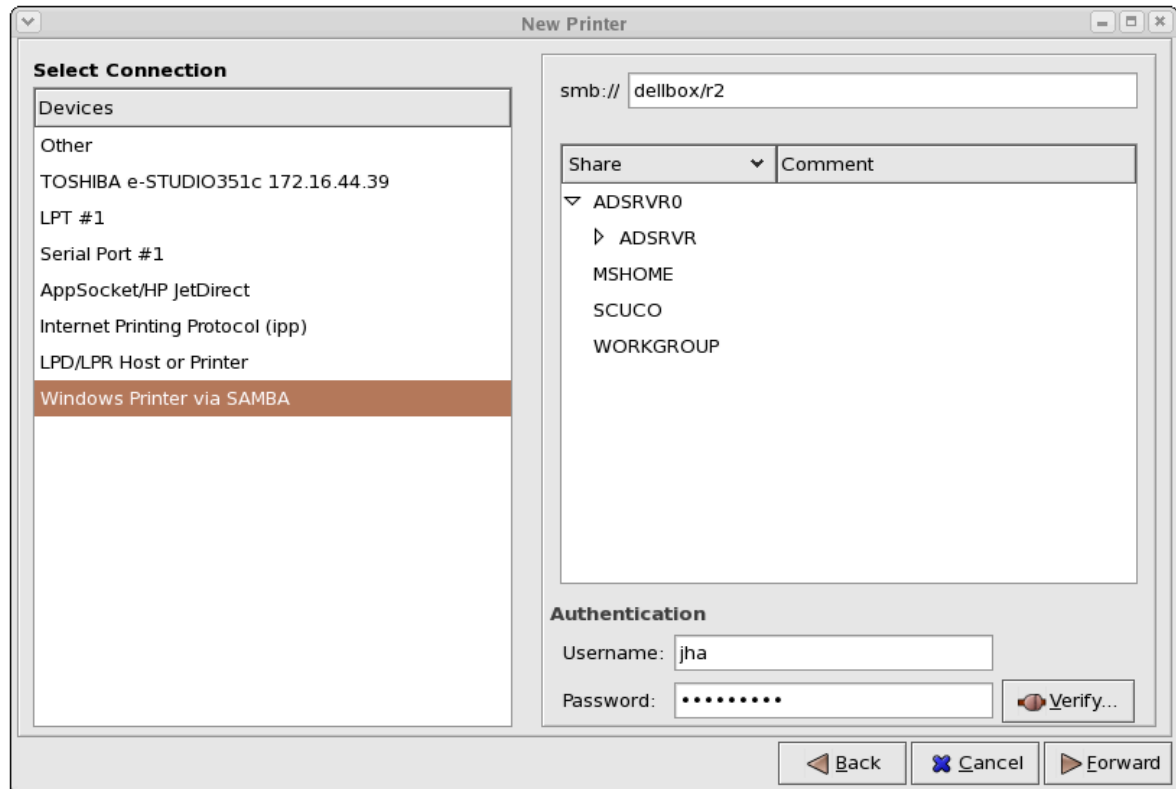 New Printer
Select Connection
Devices
Other
TOSHIBA e-STUDIO351c 172.16.44.39
LPT #1
Serial Port #1
AppSocket/HP JetDirect
Internet Printing Protocol (ipp)
LPD/LPR Host or Printer
Windows Printer via SAMBA
smb:// dellbox/r2
Share Comment
ADSRVR0
ADSRVR
MSHOME
SCUCO
WORKGROUP
Authentication
Username: jha
Password: •••••••••
Verify...
Back Cancel Forward